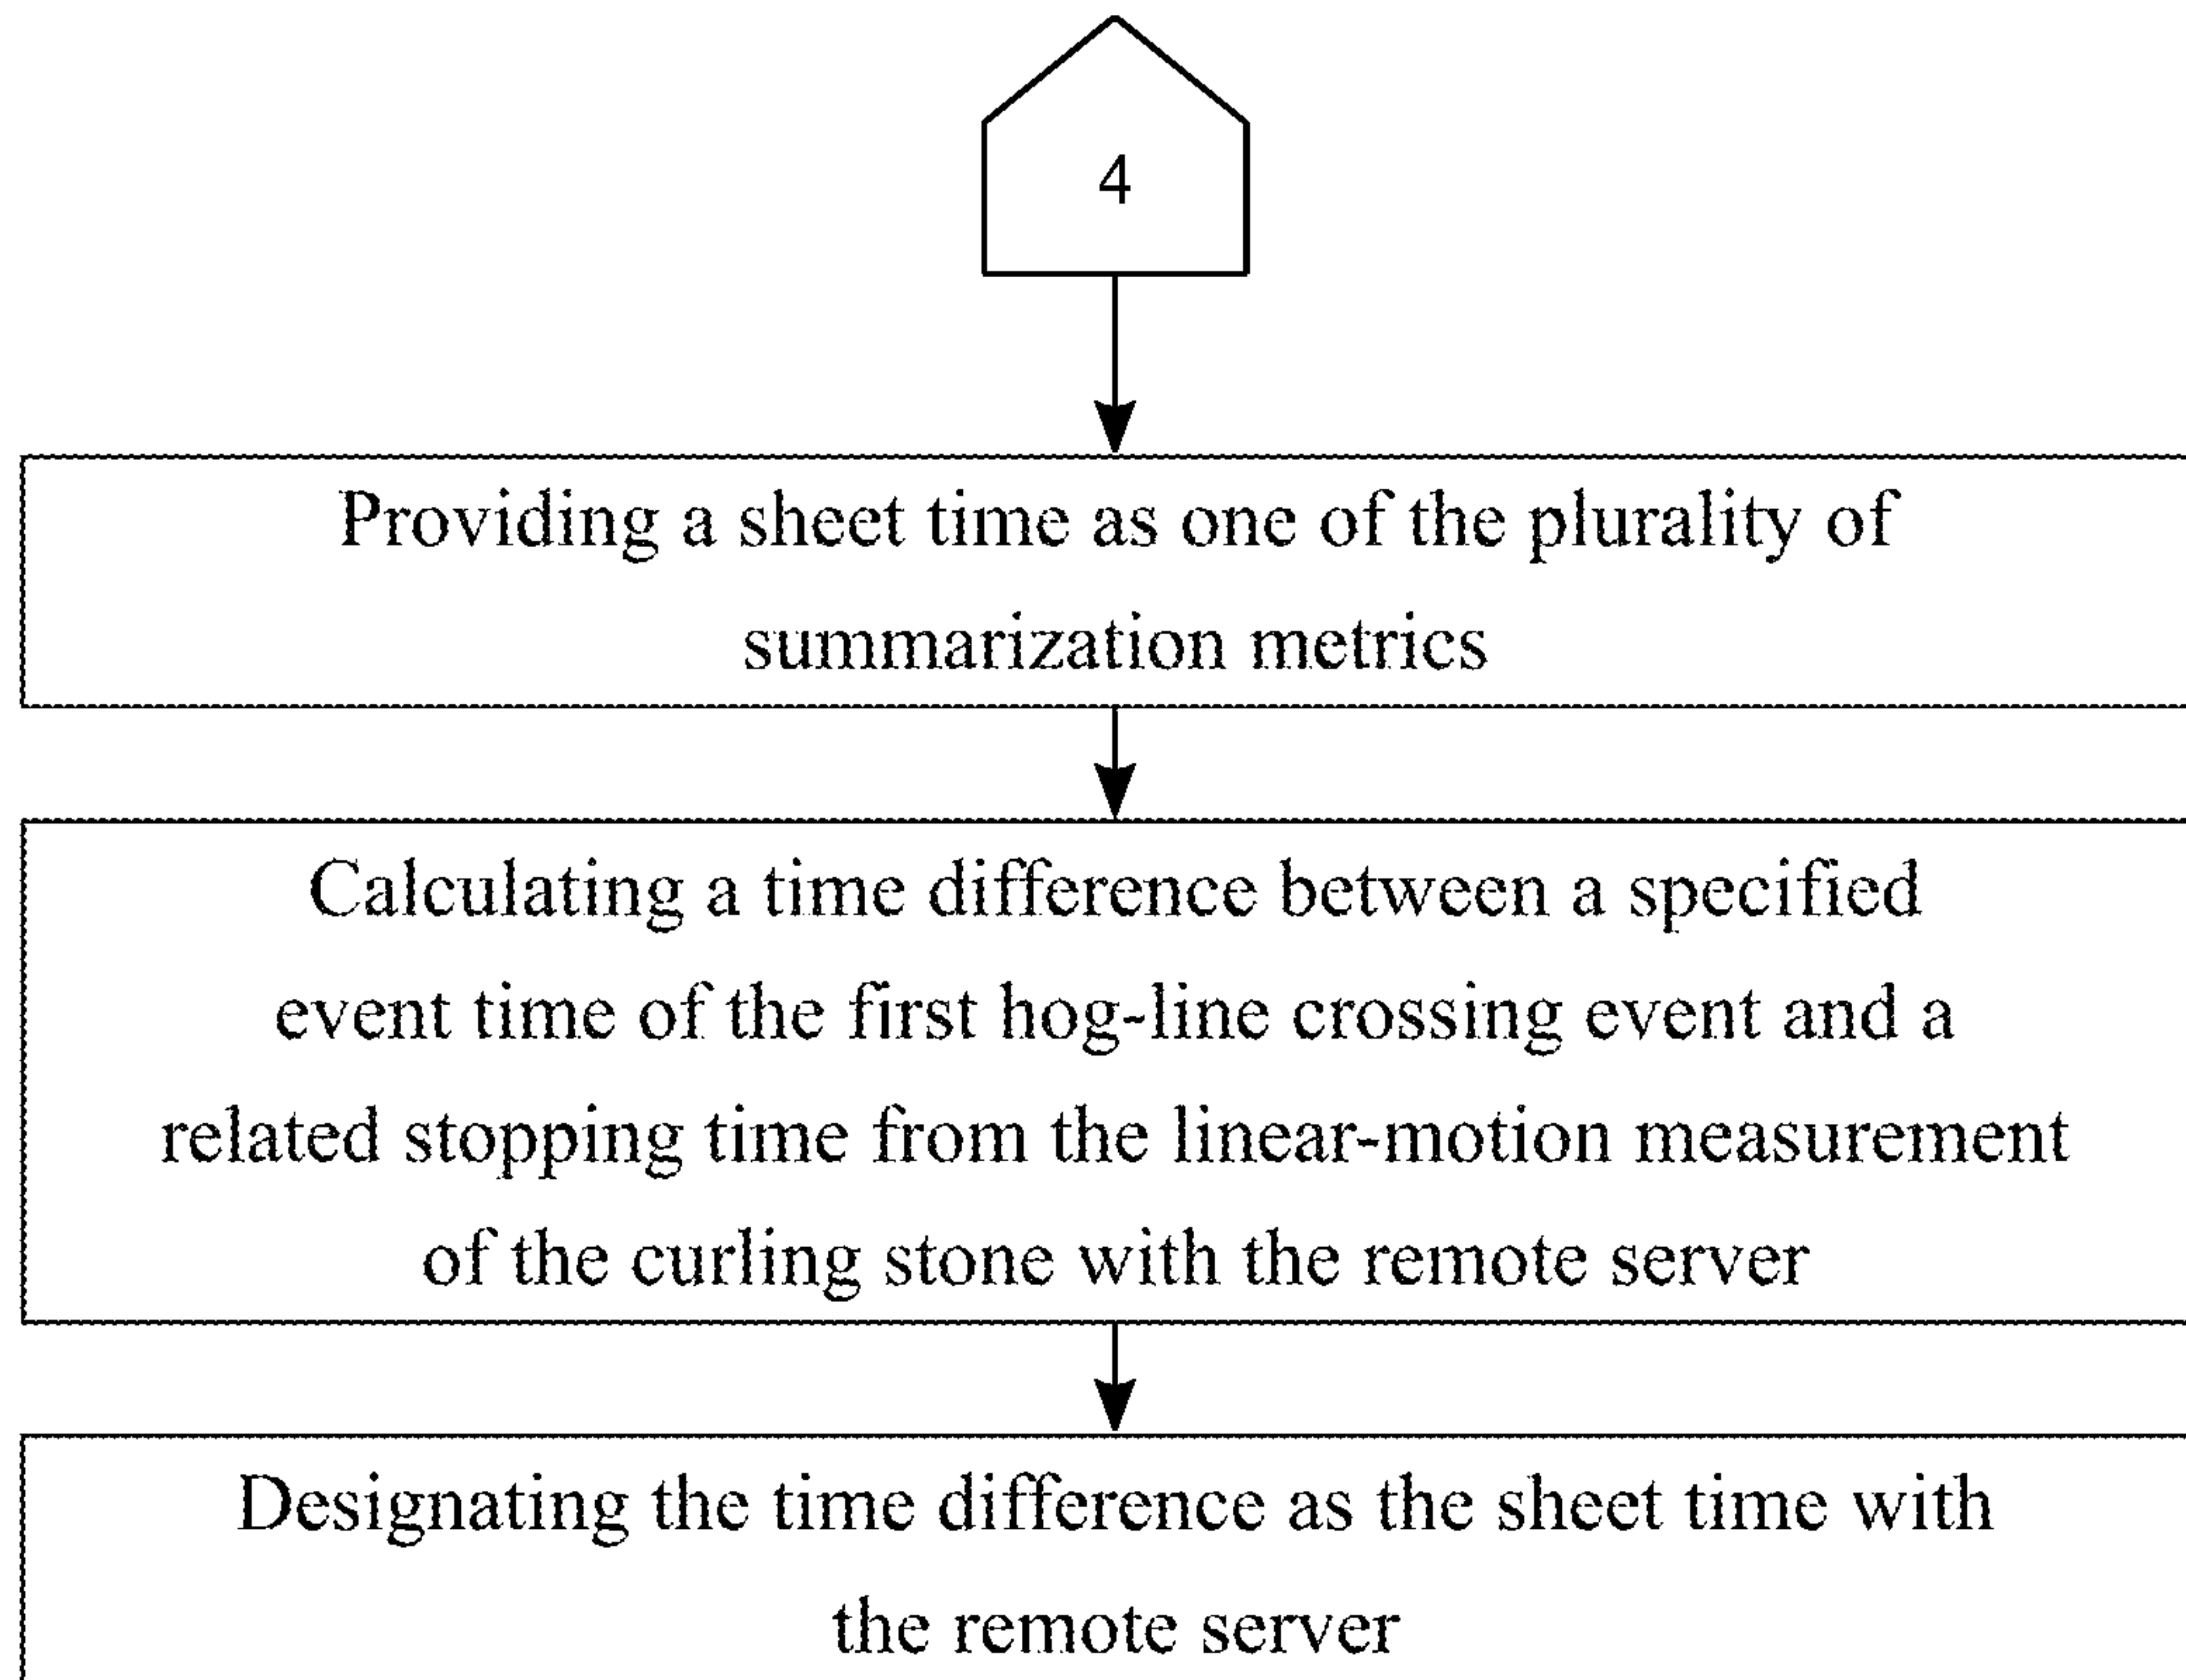 4
Providing a sheet time as one of the plurality of
summarization metrics
Calculating a time difference between a specified
event time of the first hog-line crossing event and a
related stopping time from the linear-motion measurement
of the curling stone with the remote server
Designating the time difference as the sheet time with
the remote server